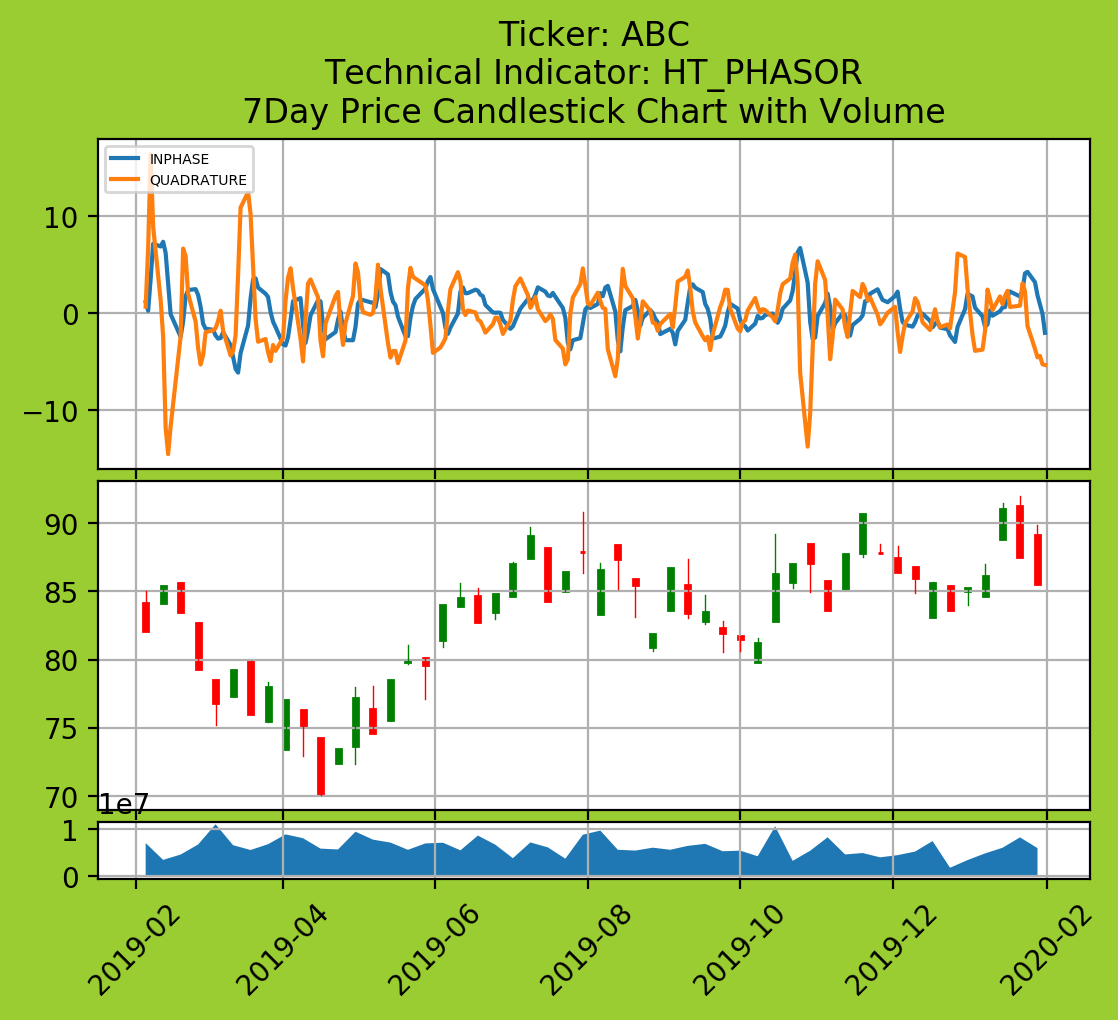 Ticker: ABC
Technical Indicator: HT_PHASOR
7Day Price Candlestick Chart with Volume
INPHASE
QUADRATURE
10
0
−10
90
85
80
75
70
1e7
1
0
2019-02
2019-04
2019-06
2019-08
2019-10
2019-12
2020-02